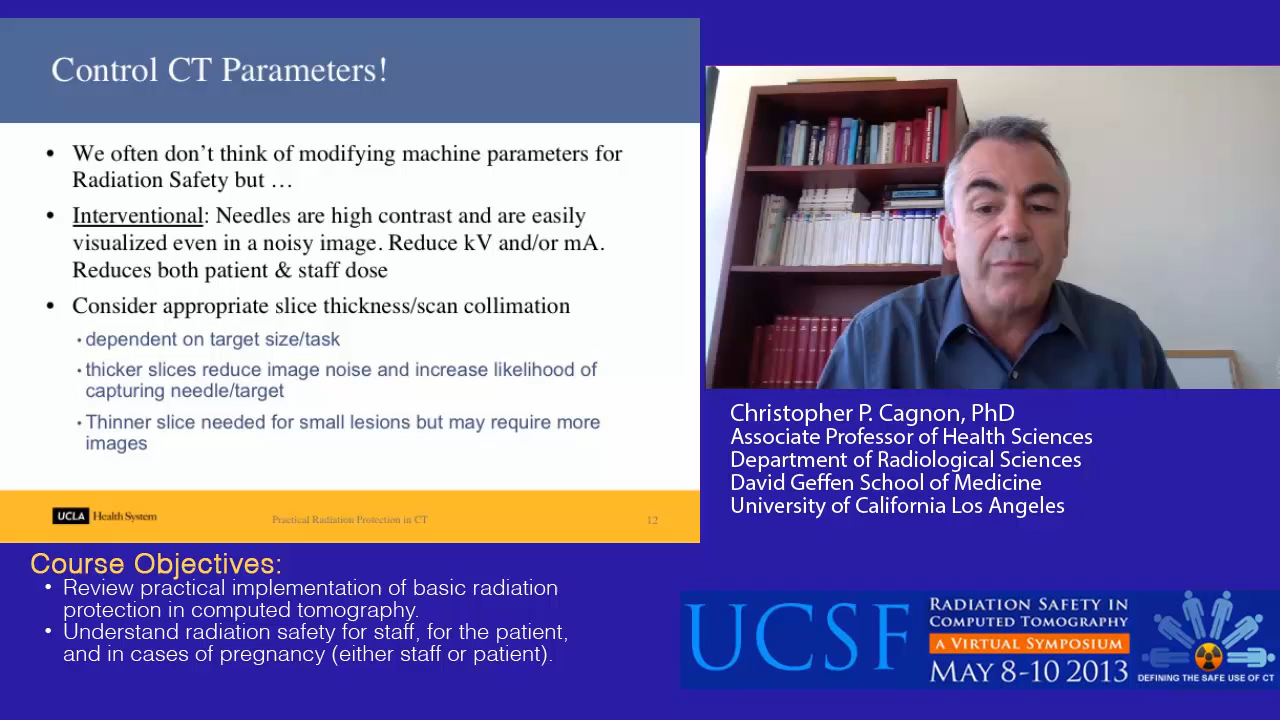 Control CT Parameters!
• We often don't think of modifying machine parameters for
Radiation Safety but …
• Interventional: Needles are high contrast and are easily
visualized even in a noisy image. Reduce kV and/or mA.
Reduces both patient & staff dose
• Consider appropriate slice thickness/scan collimation
• dependent on target size/task
• thicker slices reduce image noise and increase likelihood of
capturing needle/target
• Thinner slice needed for small lesions but may require more
images
UCLA Health System
Practical Radiation Protection in CT
12
Christopher P. Cagnon, PhD
Associate Professor of Health Sciences
Department of Radiological Sciences
David Geffen School of Medicine
University of California Los Angeles
Course Objectives:
• Review practical implementation of basic radiation
protection in computed tomography.
• Understand radiation safety for staff, for the patient,
and in cases of pregnancy (either staff or patient).
UCSF
RADIATION SAFETY IN
COMPUTED TOMOGRAPHY
A VIRTUAL SYMPOSIUM
MAY 8-10 2013
DEFINING THE SAFE USE OF CT